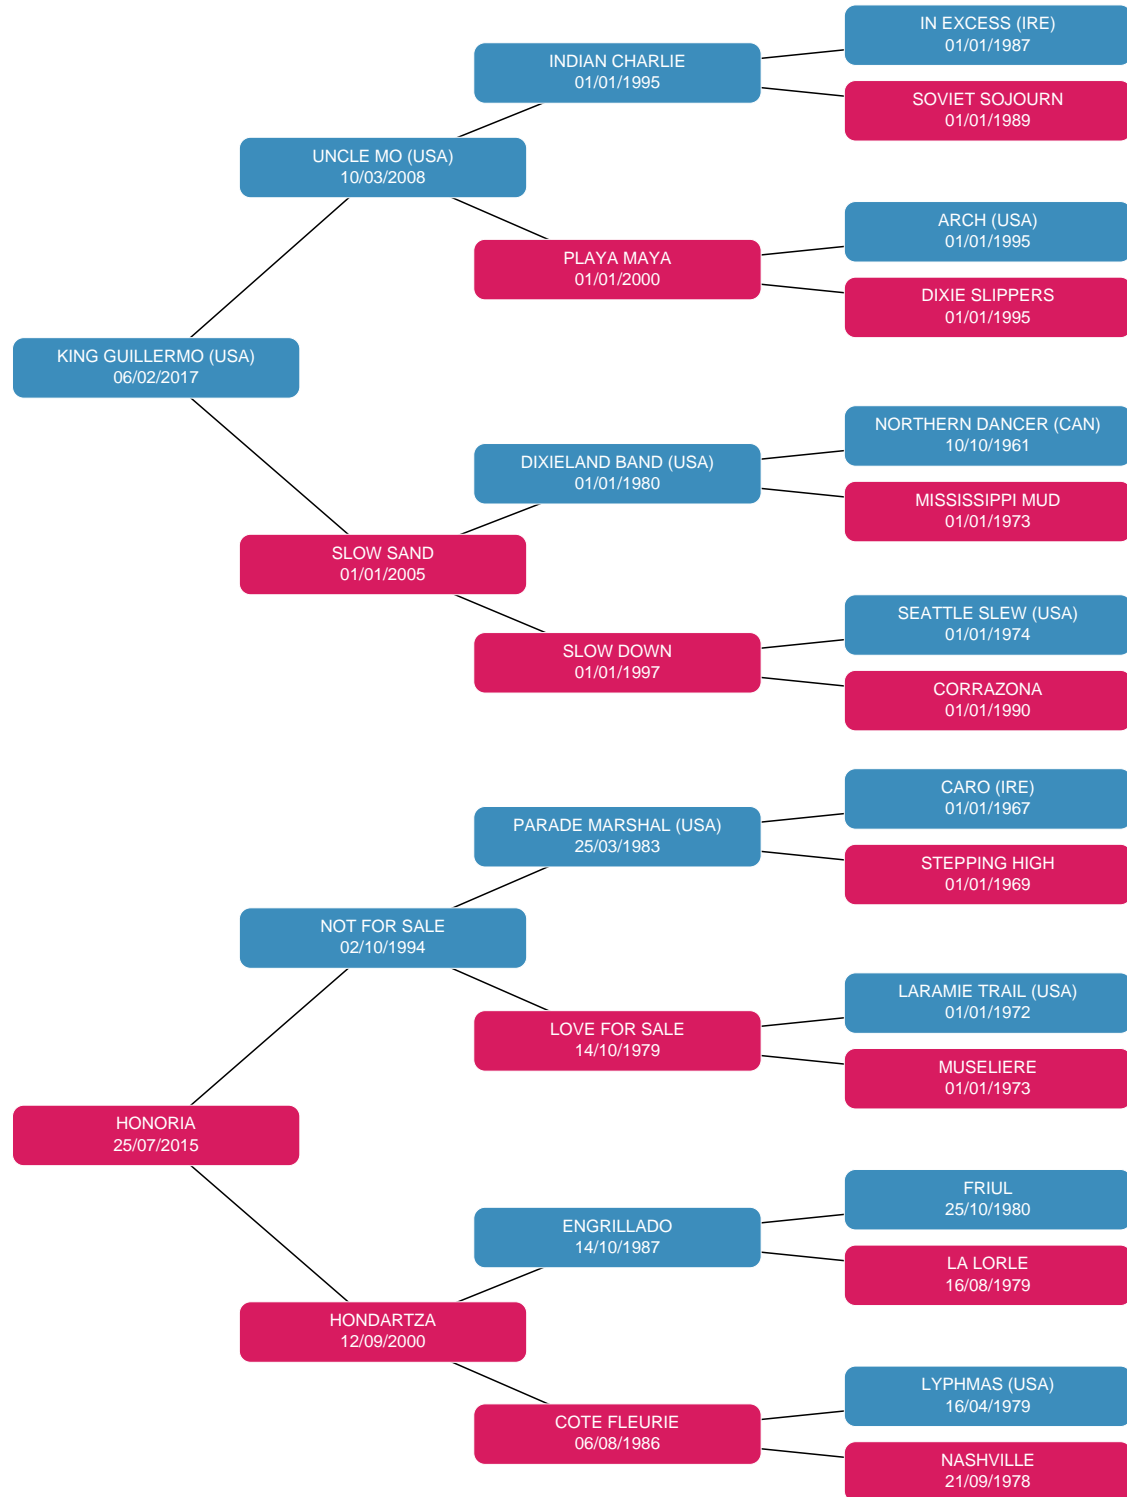 IN EXCESS (IRE)
01/01/1987
INDIAN CHARLIE
01/01/1995
SOVIET SOJOURN
01/01/1989
UNCLE MO (USA)
10/03/2008
ARCH (USA)
01/01/1995
PLAYA MAYA
01/01/2000
DIXIE SLIPPERS
01/01/1995
KING GUILLERMO (USA)
06/02/2017
NORTHERN DANCER (CAN)
10/10/1961
DIXIELAND BAND (USA)
01/01/1980
MISSISSIPPI MUD
01/01/1973
SLOW SAND
01/01/2005
SEATTLE SLEW (USA)
01/01/1974
SLOW DOWN
01/01/1997
CORRAZONA
01/01/1990
CARO (IRE)
01/01/1967
PARADE MARSHAL (USA)
25/03/1983
STEPPING HIGH
01/01/1969
NOT FOR SALE
02/10/1994
LARAMIE TRAIL (USA)
01/01/1972
LOVE FOR SALE
14/10/1979
MUSELIERE
01/01/1973
HONORIA
25/07/2015
FRIUL
25/10/1980
ENGRILLADO
14/10/1987
LA LORLE
16/08/1979
HONDARTZA
12/09/2000
LYPHMAS (USA)
16/04/1979
COTE FLEURIE
06/08/1986
NASHVILLE
21/09/1978